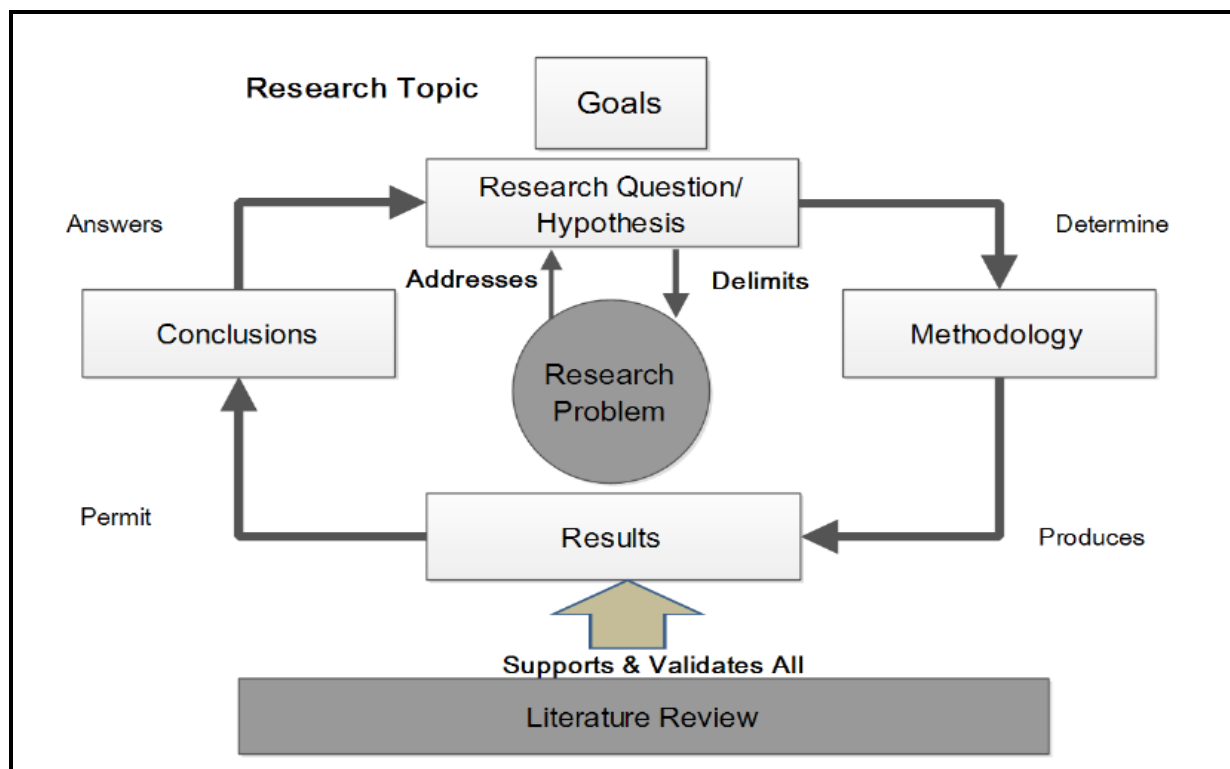 Research Topic
Goals
Research Question/
Hypothesis
Answers
Determine
Addresses
Delimits
Conclusions
Methodology
Research
Problem
Permit
Results
Produces
Supports & Validates All
Literature Review